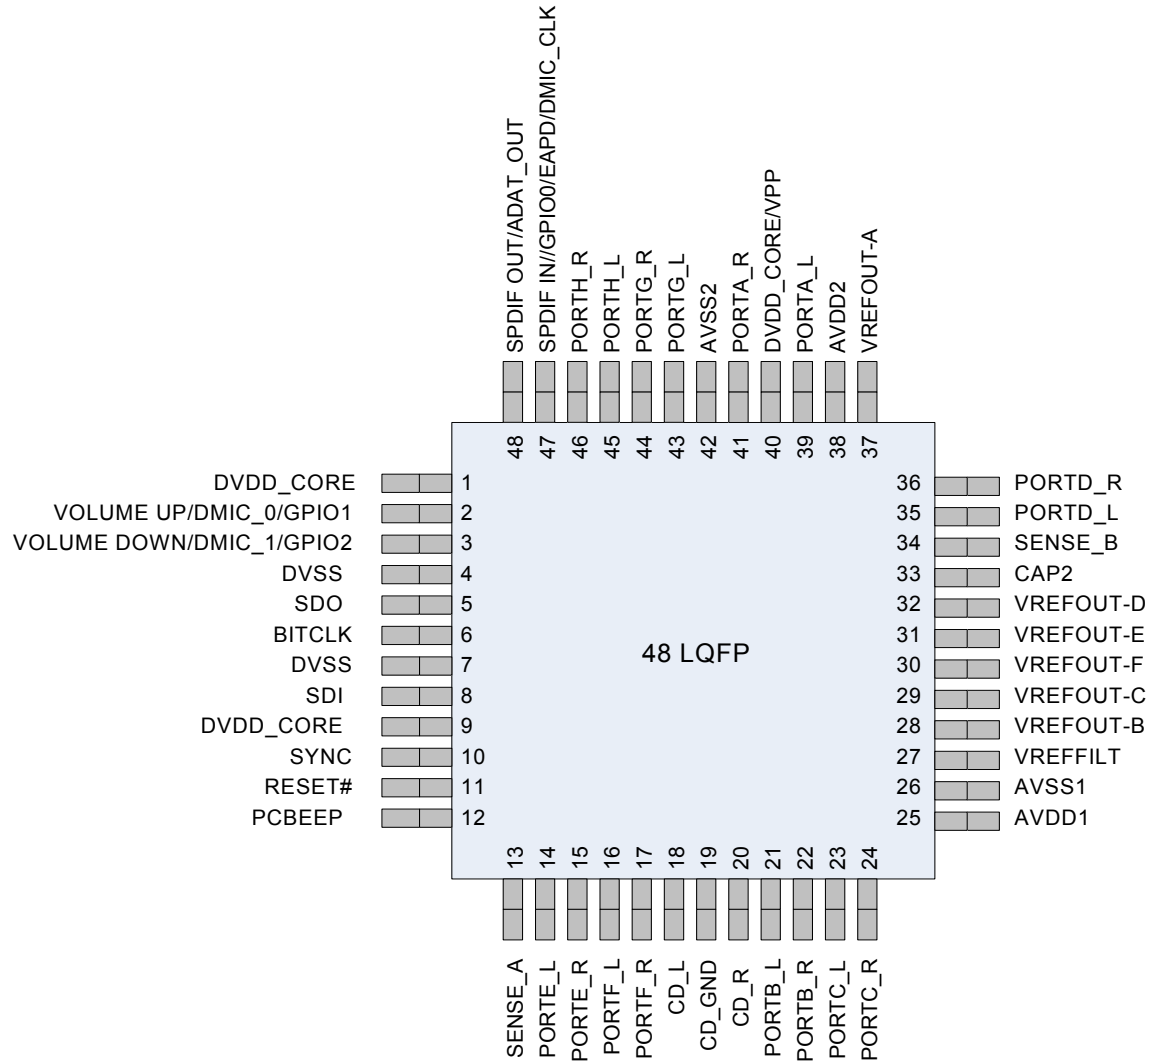 SPDIF OUT/ADAT_OUT
SPDIF IN//GPIO0/EAPD/DMIC_CLK
PORTH_R
PORTH_L
PORTG_R
PORTG_L
AVSS2
PORTA_R
DVDD_CORE/VPP
PORTA_L
AVDD2
VREFOUT-A
48
47
46
45
44
43
42
41
40
39
38
37
DVDD_CORE 1
VOLUME UP/DMIC_0/GPIO1 2
VOLUME DOWN/DMIC_1/GPIO2 3
DVSS 4
SDO 5
BITCLK 6
DVSS 7
SDI 8
DVDD_CORE 9
SYNC 10
RESET# 11
PCBEEP 12
48 LQFP
36 PORTD_R
35 PORTD_L
34 SENSE_B
33 CAP2
32 VREFOUT-D
31 VREFOUT-E
30 VREFOUT-F
29 VREFOUT-C
28 VREFOUT-B
27 VREFFILT
26 AVSS1
25 AVDD1
13
14
15
16
17
18
19
20
21
22
23
24
SENSE_A
PORTE_L
PORTE_R
PORTF_L
PORTF_R
CD_L
CD_GND
CD_R
PORTB_L
PORTB_R
PORTC_L
PORTC_R